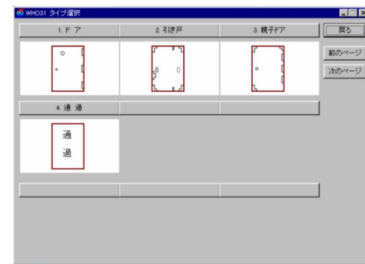 WHO31 タイプ選択
1. ド ア
2. 引き戸
3. 親子ドア
戻る
前のページ
次のページ
4. 通 過
通
過